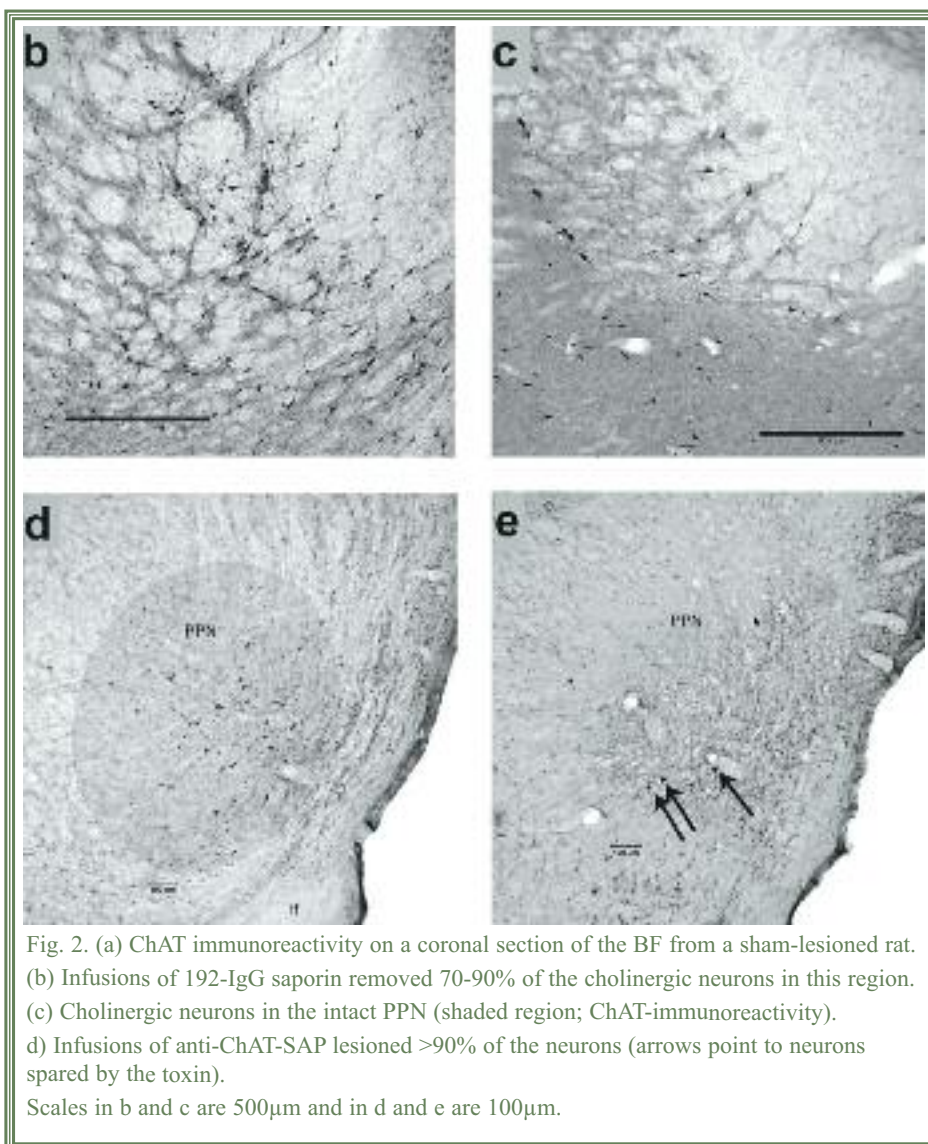 b
c
d
PPN
e
PPN
Fig. 2. (a) ChAT immunoreactivity on a coronal section of the BF from a sham-lesioned rat.
(b) Infusions of 192-IgG saporin removed 70-90% of the cholinergic neurons in this region.
(c) Cholinergic neurons in the intact PPN (shaded region; ChAT-immunoreactivity).
d) Infusions of anti-ChAT-SAP lesioned >90% of the neurons (arrows point to neurons
spared by the toxin).
Scales in b and c are 500µm and in d and e are 100µm.